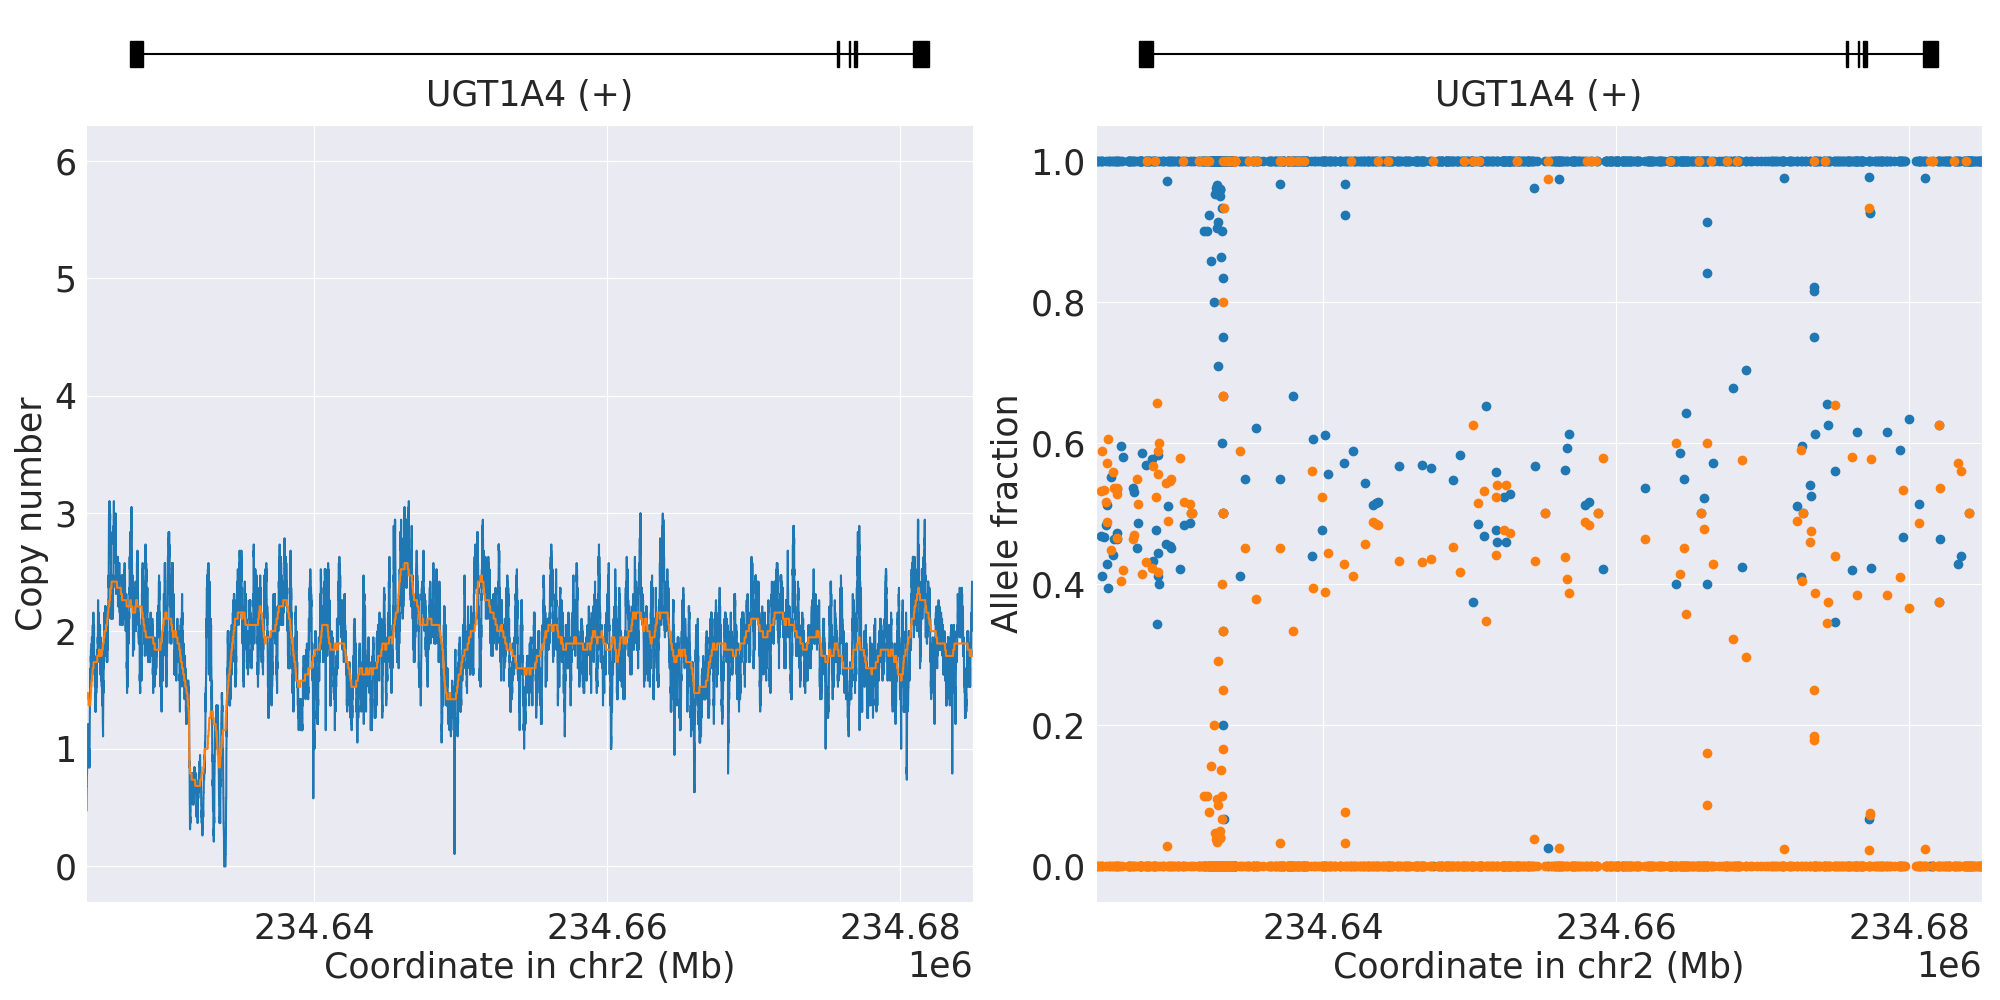 UGT1A4 (+)
6
5
4
3
2
1
0
Copy number
234.64
234.66
234.68
Coordinate in chr2 (Mb)
1e6
UGT1A4 (+)
1.0
0.8
0.6
0.4
0.2
0.0
Allele fraction
234.64
234.66
234.68
Coordinate in chr2 (Mb)
1e6